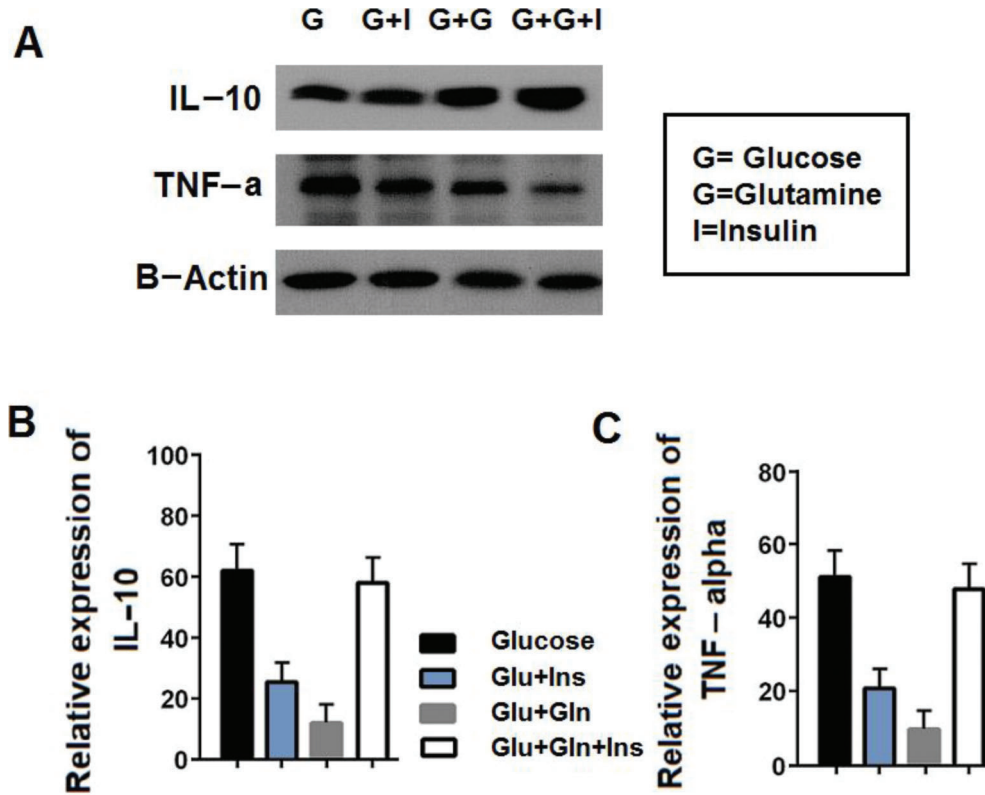 A
G G+I G+G G+G+I
IL-10
TNF-a
B-Actin
G= Glucose
G=Glutamine
I=Insulin
B
Relative expression of
IL-10
100
80
60
40
20
0
Glucose
Glu+Ins
Glu+Gln
Glu+Gln+Ins
C
Relative expression of
TNF- alpha
80
60
40
20
0